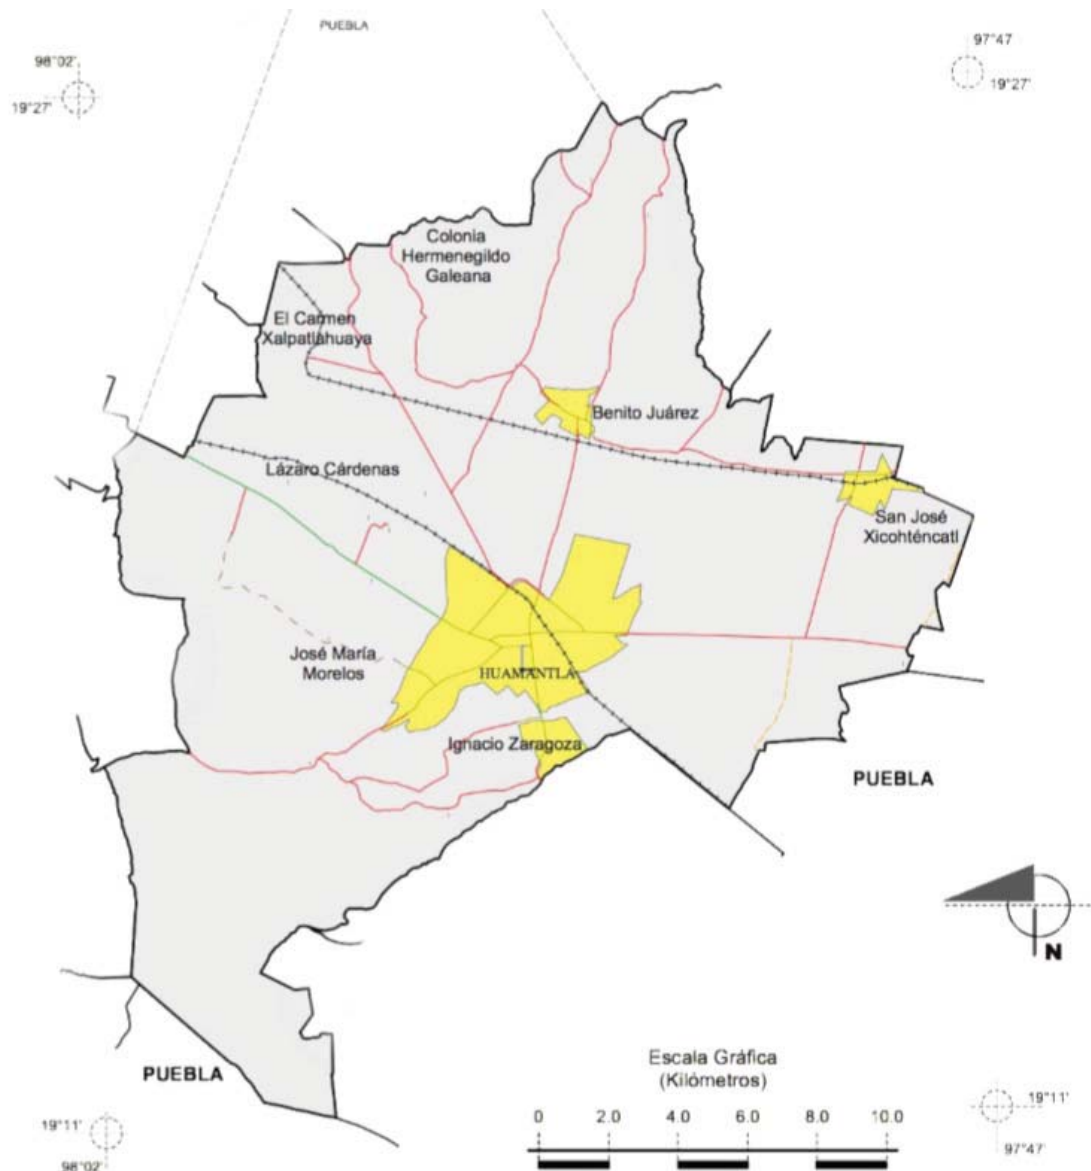 PUEBLA
98°02'
19°27'
97°47
19°27'
Colonia
Hermenegildo
Galeana
El Carmen
Xalpatlahuaya
Benito Juárez
Lázaro Cárdenas
San José
Xicohténcatl
José María
Morelos
HUAMANTLA
Ignacio Zaragoza
PUEBLA
N
PUEBLA
Escala Gráfica
(Kilómetros)
0 2.0 4.0 6.0 8.0 10.0
19°11'
98°02'
19°11'
97°47'